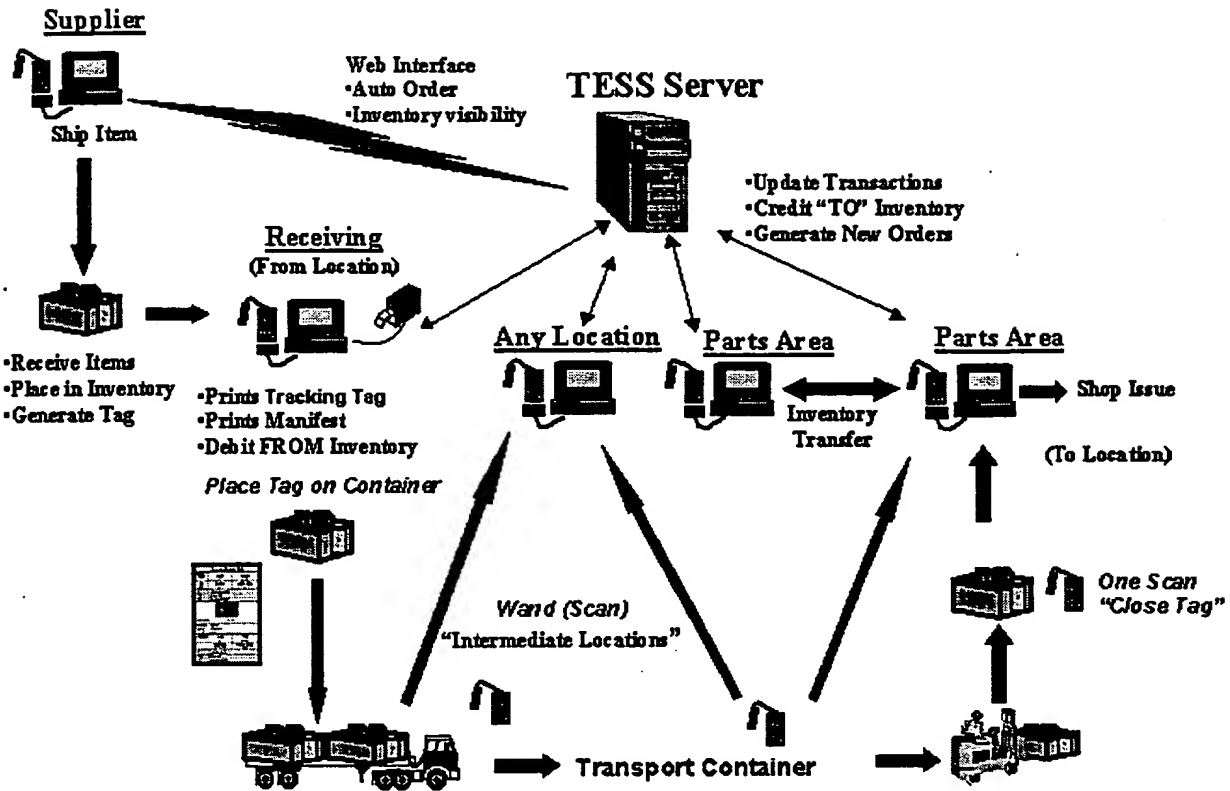 Supplier
Ship Item
Web Interface
•Auto Order
•Inventory visibility
TESS Server
•Update Transactions
•Credit “TO” Inventory
•Generate New Orders
Receiving
(From Location)
•Receive Items
•Place in Inventory
•Generate Tag
•Prints Tracking Tag
•Prints Manifest
•Debit FROM Inventory
Place Tag on Container
Any Location
Parts Area
Inventory
Transfer
Parts Area
Shop Issue
(To Location)
Wand (Scan)
“Intermediate Locations”
One Scan
“Close Tag”
Transport Container